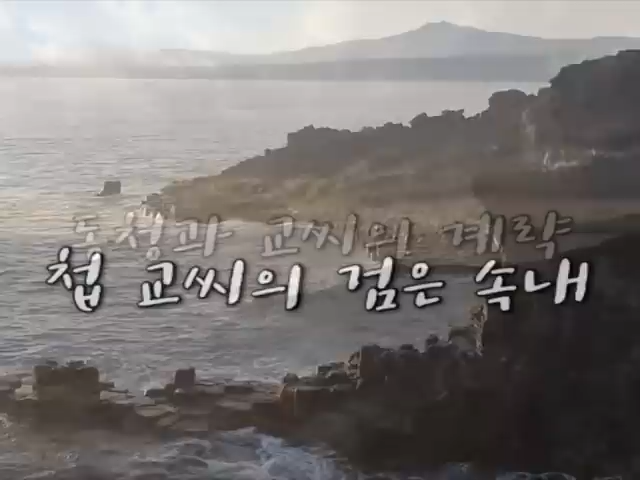 동청과 교씨의 계략
첩 교씨의 검은 속내